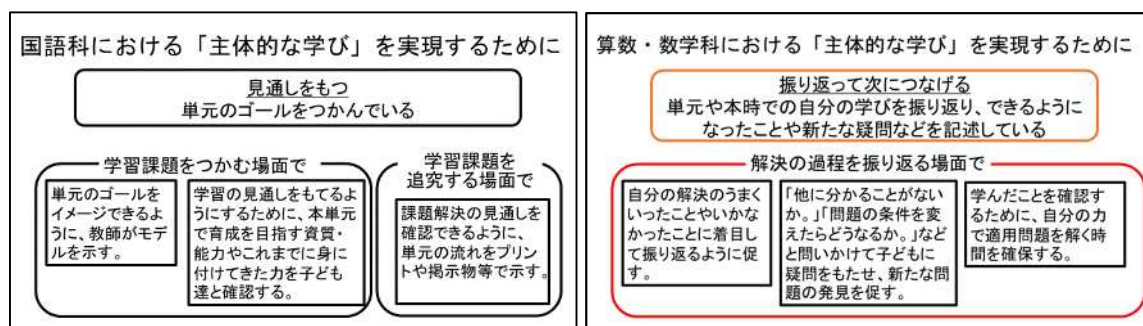 国語科における「主体的な学び」を実現するために
見通しをもつ
単元のゴールをつかんでいる
学習課題をつかむ場面で
単元のゴールを
イメージできるよ
うに、教師がモデ
ルを示す。
学習の見通しをもてるよ
うにするために、本単元
で育成を目指す資質・
能力やこれまでに身に
付けてきた力を子ども
達と確認する。
学習課題を
追究する場面で
課題解決の見通しを
確認できるように、
単元の流れをプリン
トや掲示物等で示す。
算数・数学科における「主体的な学び」を実現するために
振り返って次につなげる
単元や本時での自分の学びを振り返り、できるように
なったことや新たな疑問などを記述している
解決の過程を振り返る場面で
自分の解決のうまく
いったことやいかな
かったことに着目し
て振り返るように促
す。
「他に分かることがない
か。」「問題の条件を変
えたらどうなるか。」など
と問いかけて子どもに
疑問をもたせ、新たな問
題の発見を促す。
学んだことを確認す
るために、自分の力
で適用問題を解く時
間を確保する。